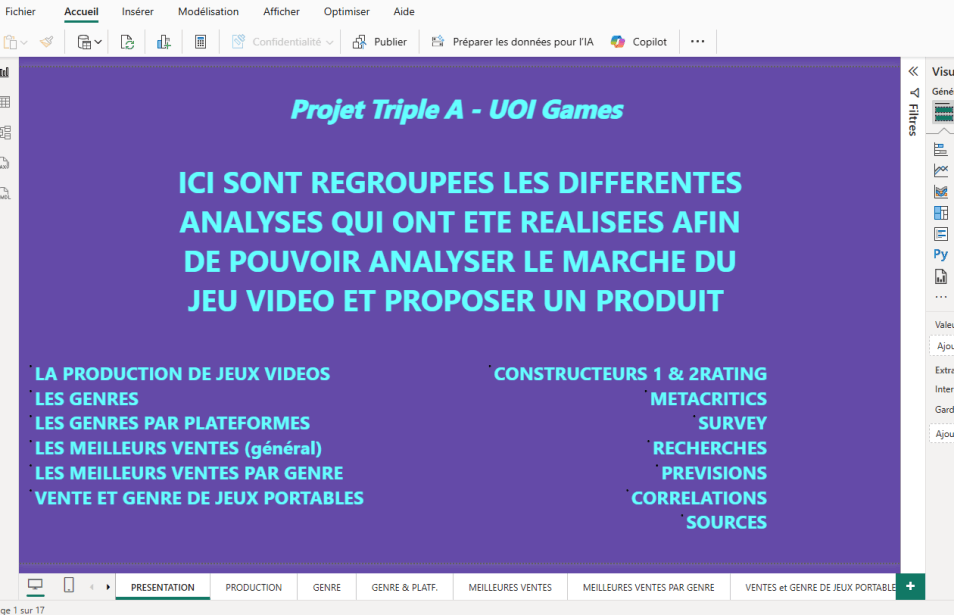 Fichier Accueil Insérer Modélisation Afficher Optimiser Aide
Confidentialité Publier Préparer les données pour l'IA Copilot
Projet Triple A - UOI Games
ICI SONT REGROUPEES LES DIFFERENTES
ANALYSES QUI ONT ETE REALISEES AFIN
DE POUVOIR ANALYSER LE MARCHE DU
JEU VIDEO ET PROPOSER UN PRODUIT
LA PRODUCTION DE JEUX VIDEOS
LES GENRES
LES GENRES PAR PLATEFORMES
LES MEILLEURS VENTES (général)
LES MEILLEURS VENTES PAR GENRE
VENTE ET GENRE DE JEUX PORTABLES
CONSTRUCTEURS 1 & 2RATING
METACRITICS
SURVEY
RECHERCHES
PREVISIONS
CORRELATIONS
SOURCES
Filtres
Visu
Géné
Py
Valeu
Ajou
Extra
Inter
Gard
Ajou
PRESENTATION PRODUCTION GENRE GENRE & PLATF. MEILLEURES VENTES MEILLEURES VENTES PAR GENRE VENTES et GENRE DE JEUX PORTABLE
ge 1 sur 17